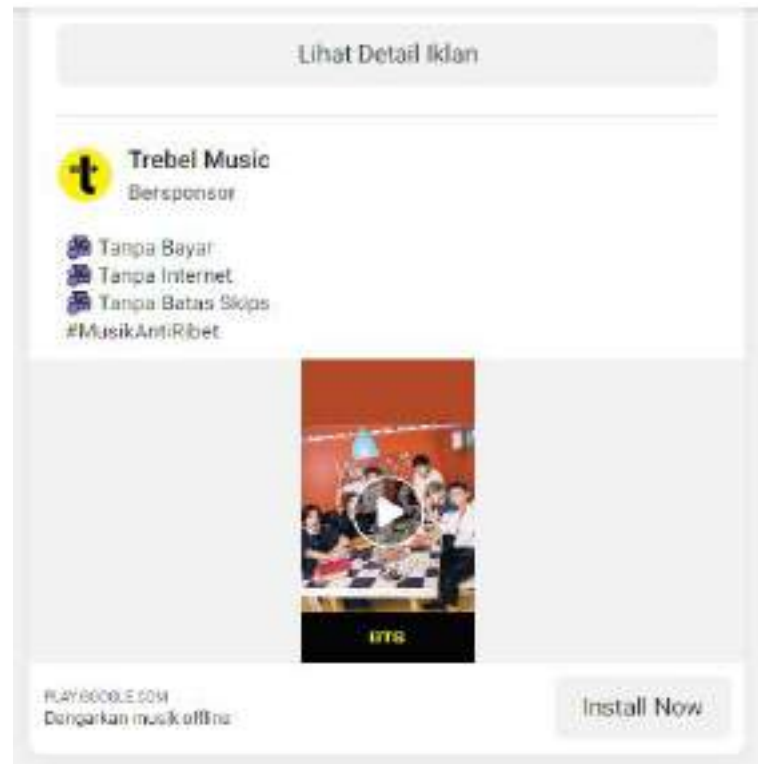 Lihat Detail Iklan
Trebel Music
Bersponsor
Tanpa Bayar
Tanpa Internet
Tanpa Batas Skips
#MusikAntiRibet
BTS
PLAY.GOOGLE.COM
Dengarkan musik offline
Install Now